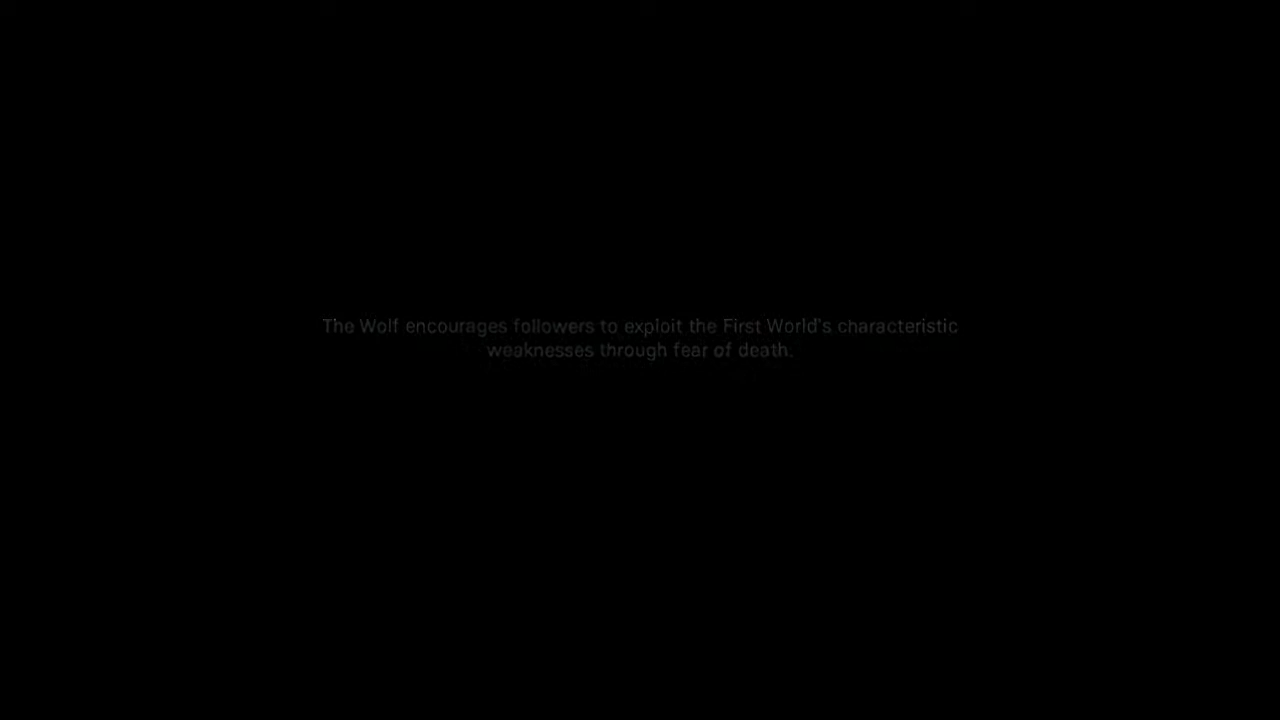 The Wolf encourages followers to exploit the First World's characteristic
weaknesses through fear of death.